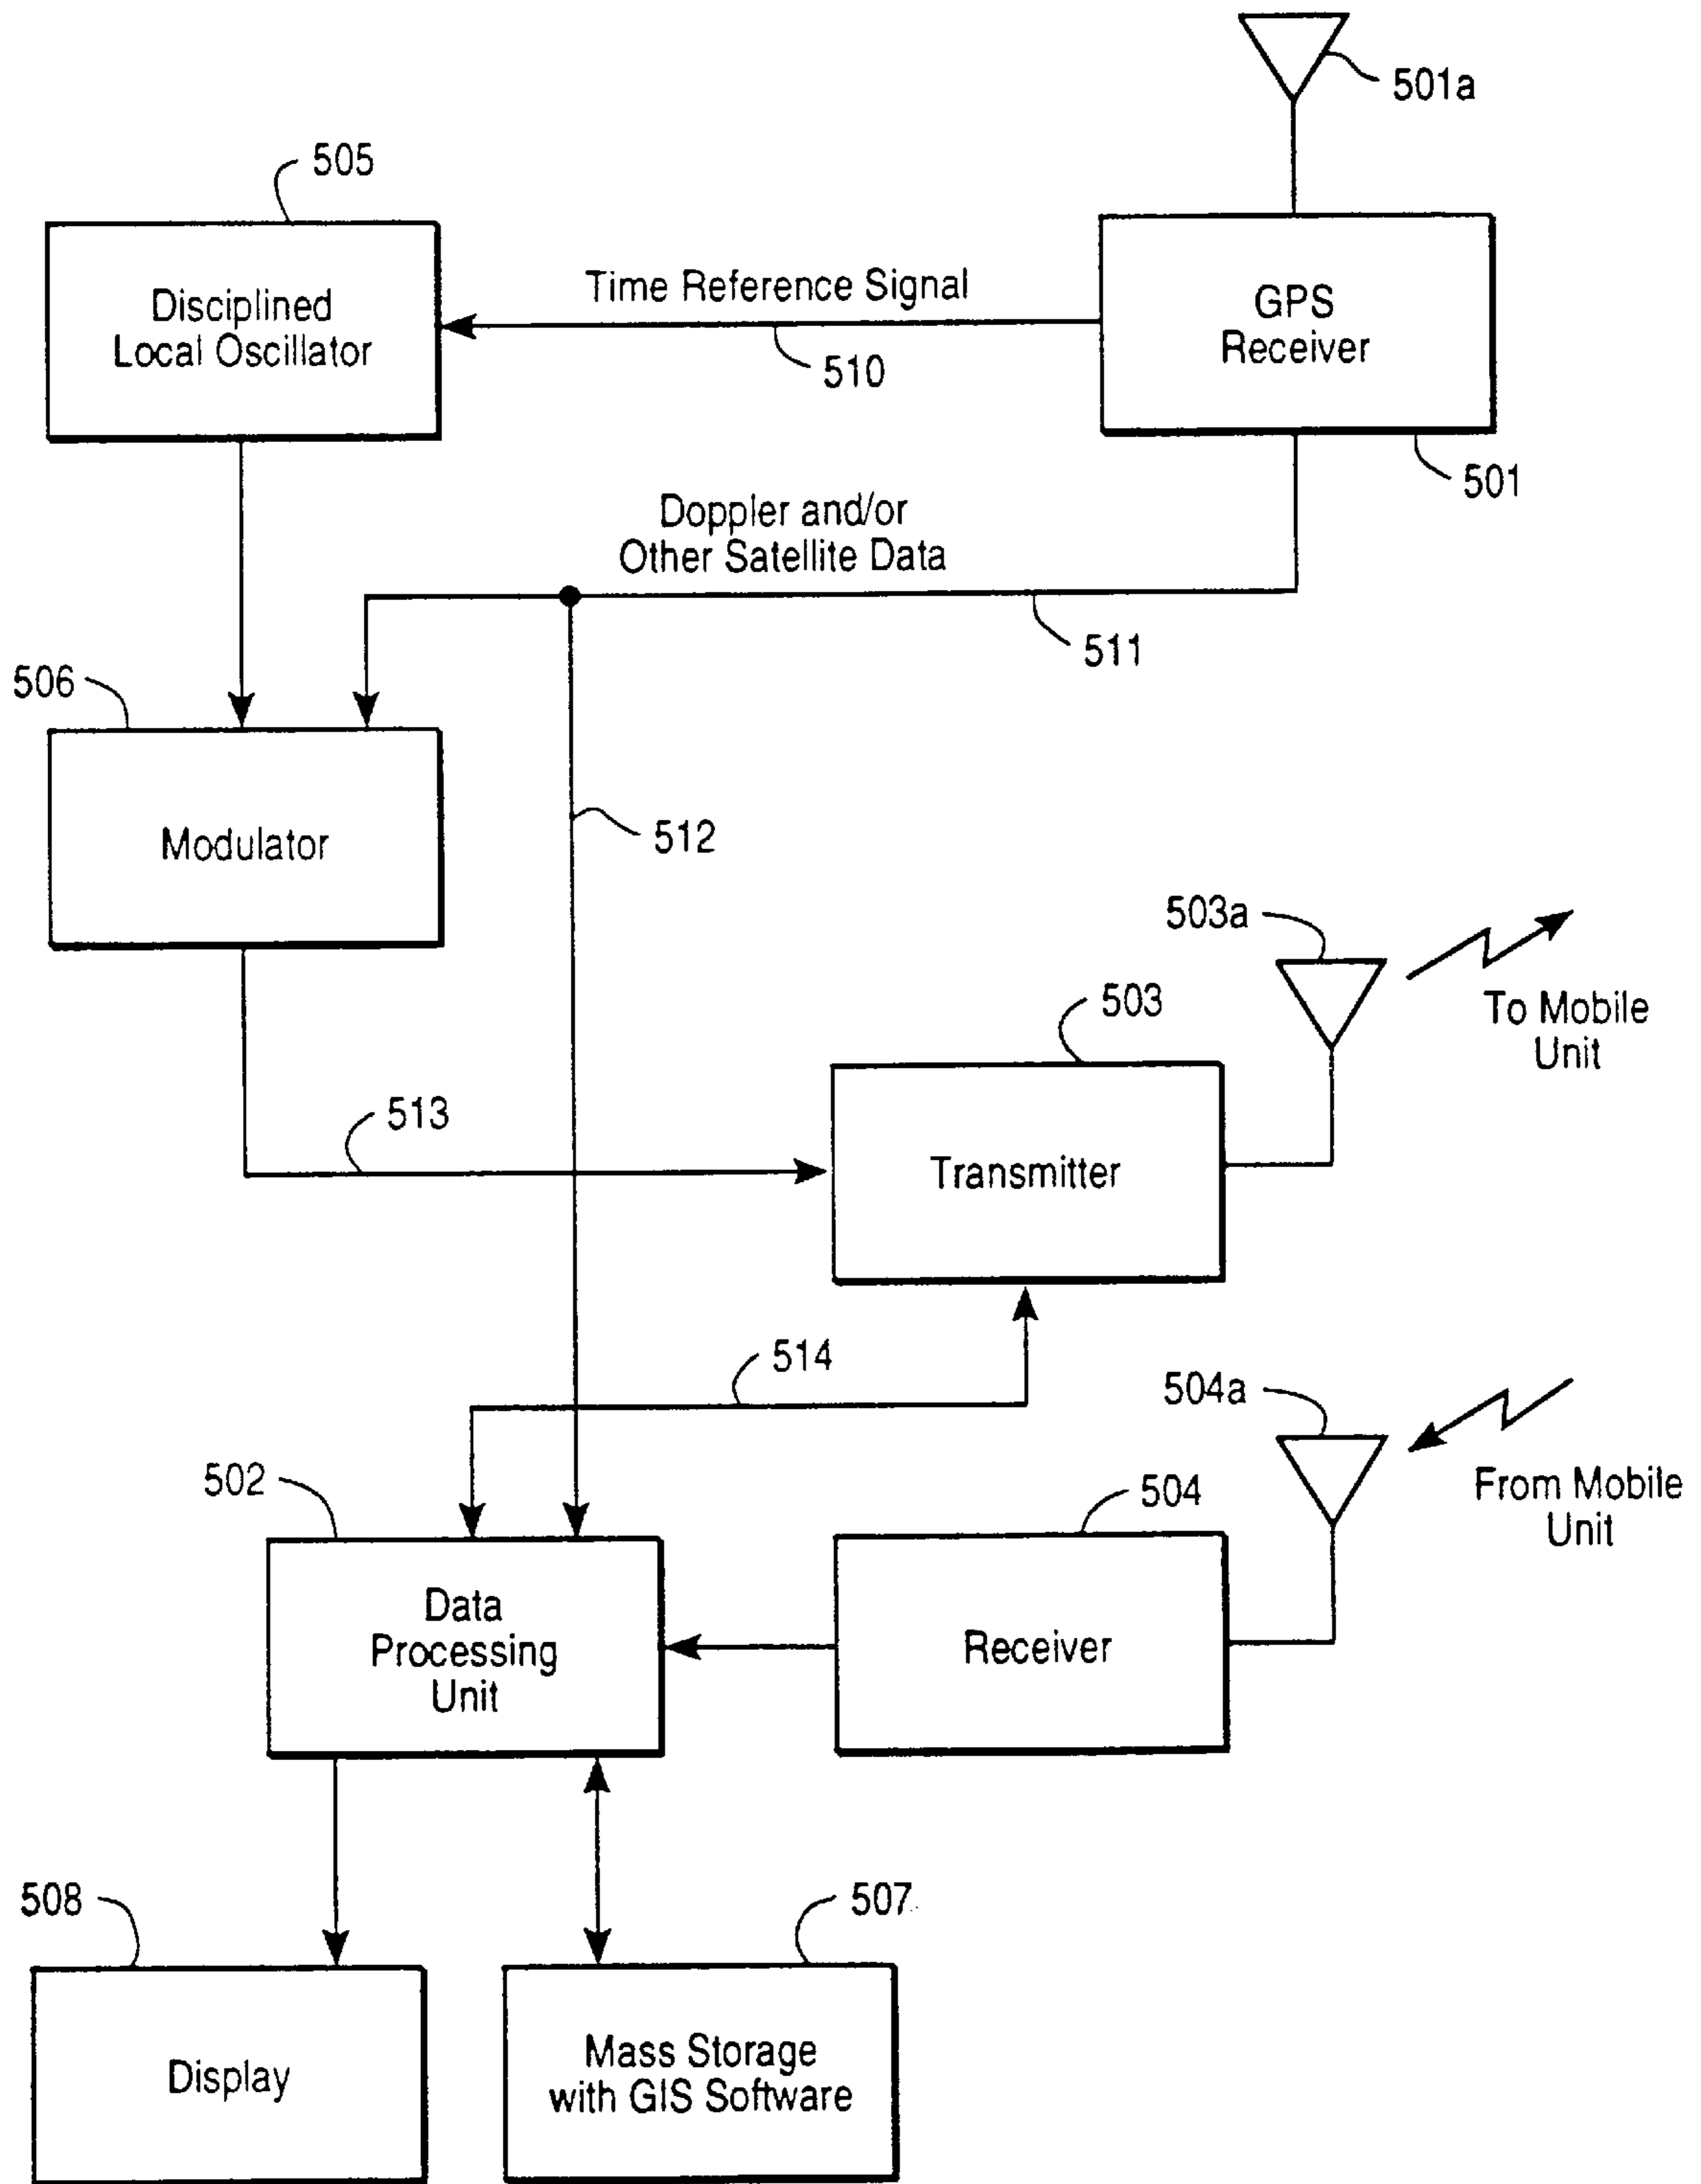 501a
505
Disciplined
Local Oscillator
Time Reference Signal
510
GPS
Receiver
501
Doppler and/or
Other Satellite Data
511
506
Modulator
512
503a
To Mobile
Unit
503
513
Transmitter
514
504a
From Mobile
Unit
502
504
Data
Processing
Unit
Receiver
508
507
Display
Mass Storage
with GIS Software